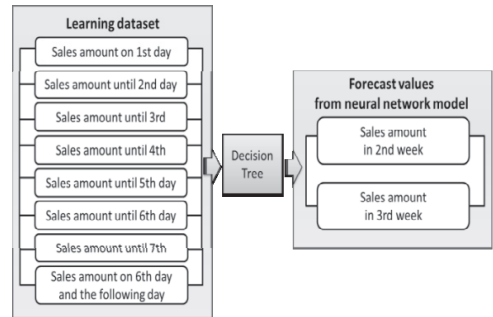 Learning dataset
Sales amount on 1st day
Sales amount until 2nd day
Sales amount until 3rd
Sales amount until 4th
Sales amount until 5th day
Sales amount until 6th day
Sales amount until 7th
Sales amount on 6th day
and the following day
Decision
Tree
Forecast values
from neural network model
Sales amount
in 2nd week
Sales amount
in 3rd week